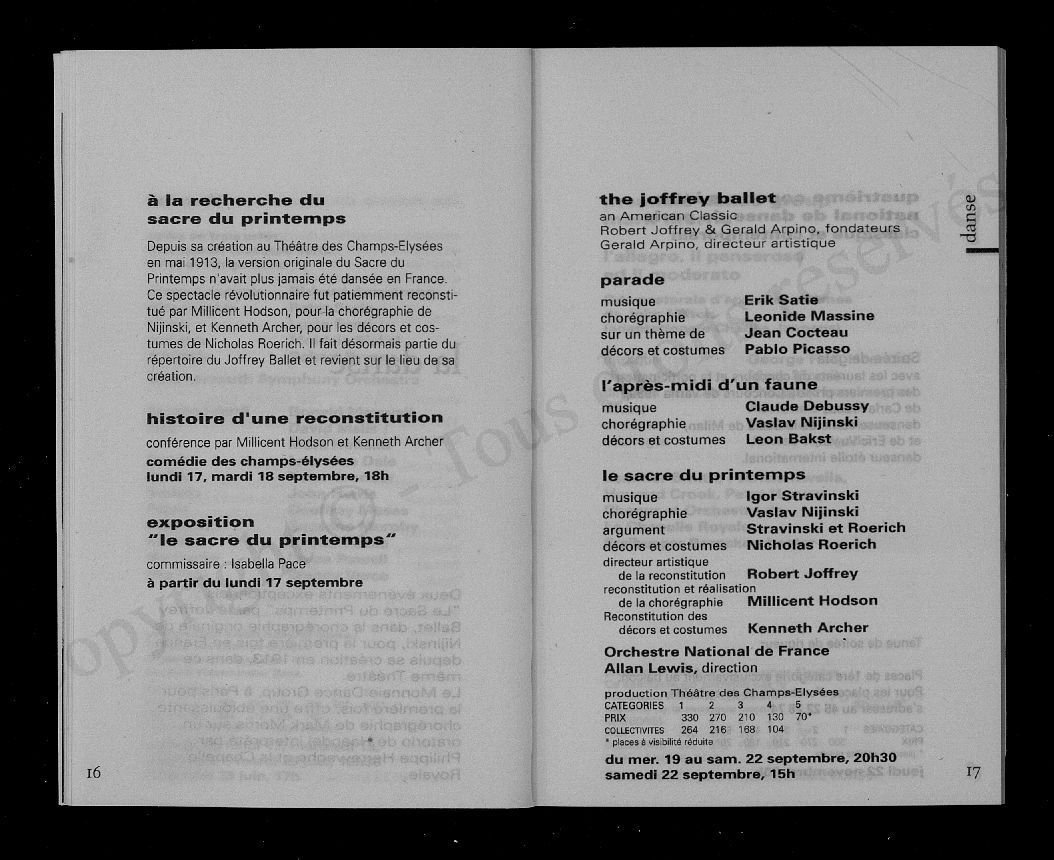 à la recherche du
sacre du printemps
Depuis sa création au Théâtre des Champs-Elysées
en mai 1913, la version originale du Sacre du
Printemps n'avait plus jamais été dansée en France.
Ce spectacle révolutionnaire fut patiemment reconsti-
tué par Millicent Hodson, pour la chorégraphie de
Nijinski, et Kenneth Archer, pour les décors et cos-
tumes de Nicholas Roerich. Il fait désormais partie du
répertoire du Joffrey Ballet et revient sur le lieu de sa
création.
histoire d'une reconstitution
conférence par Millicent Hodson et Kenneth Archer
comédie des champs-élysées
lundi 17, mardi 18 septembre, 18h
exposition
"le sacre du printemps"
commissaire : Isabella Pace
à partir du lundi 17 septembre
16
the joffrey ballet
an American Classic
Robert Joffrey & Gerald Arpino, fondateurs
Gerald Arpino, directeur artistique
parade
musique Erik Satie
chorégraphie Leonide Massine
sur un thème de Jean Cocteau
décors et costumes Pablo Picasso
l'après-midi d'un faune
musique Claude Debussy
chorégraphie Vaslav Nijinski
décors et costumes Leon Bakst
le sacre du printemps
musique Igor Stravinski
chorégraphie Vaslav Nijinski
argument Stravinski et Roerich
décors et costumes Nicholas Roerich
directeur artistique
de la reconstitution Robert Joffrey
reconstitution et réalisation
de la chorégraphie Millicent Hodson
Reconstitution des
décors et costumes Kenneth Archer
Orchestre National de France
Allan Lewis, direction
production Théâtre des Champs-Elysées
CATEGORIES 1 2 3 4 5
PRIX 330 270 210 130 70*
COLLECTIVITES 264 216 168 104
* places à visibilité réduite
du mer. 19 au sam. 22 septembre, 20h30
samedi 22 septembre, 15h
danse
17